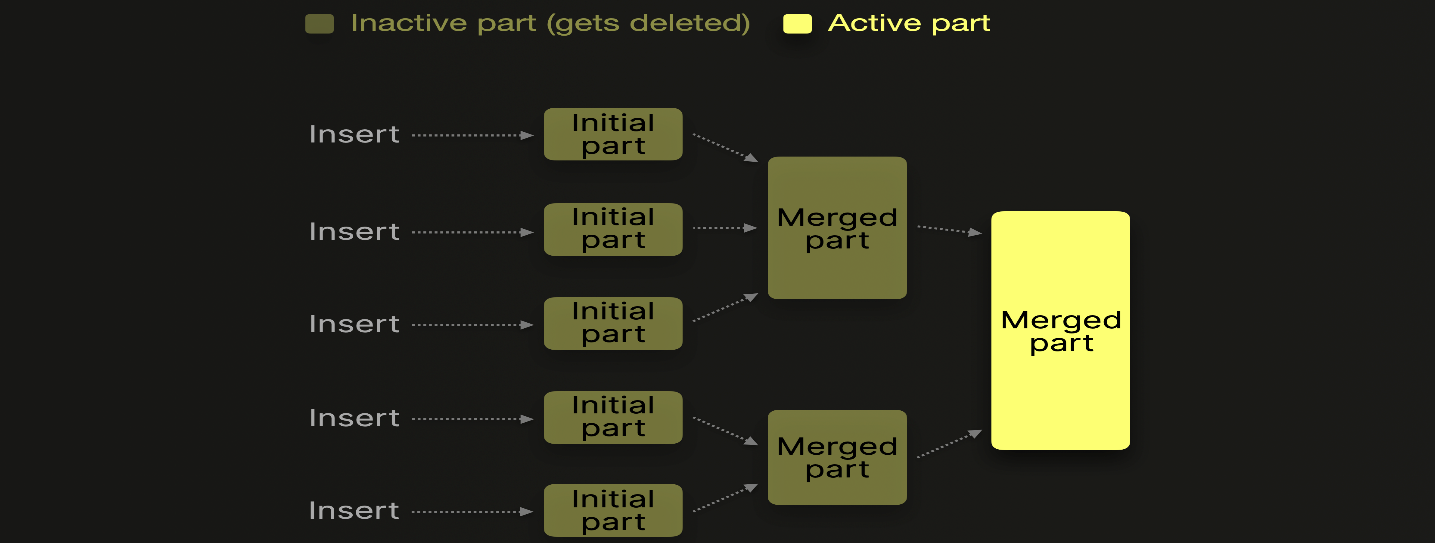 Inactive part (gets deleted) Active part
Insert
Initial
part
Insert
Initial
part
Insert
Initial
part
Merged
part
Insert
Initial
part
Insert
Initial
part
Merged
part
Merged
part